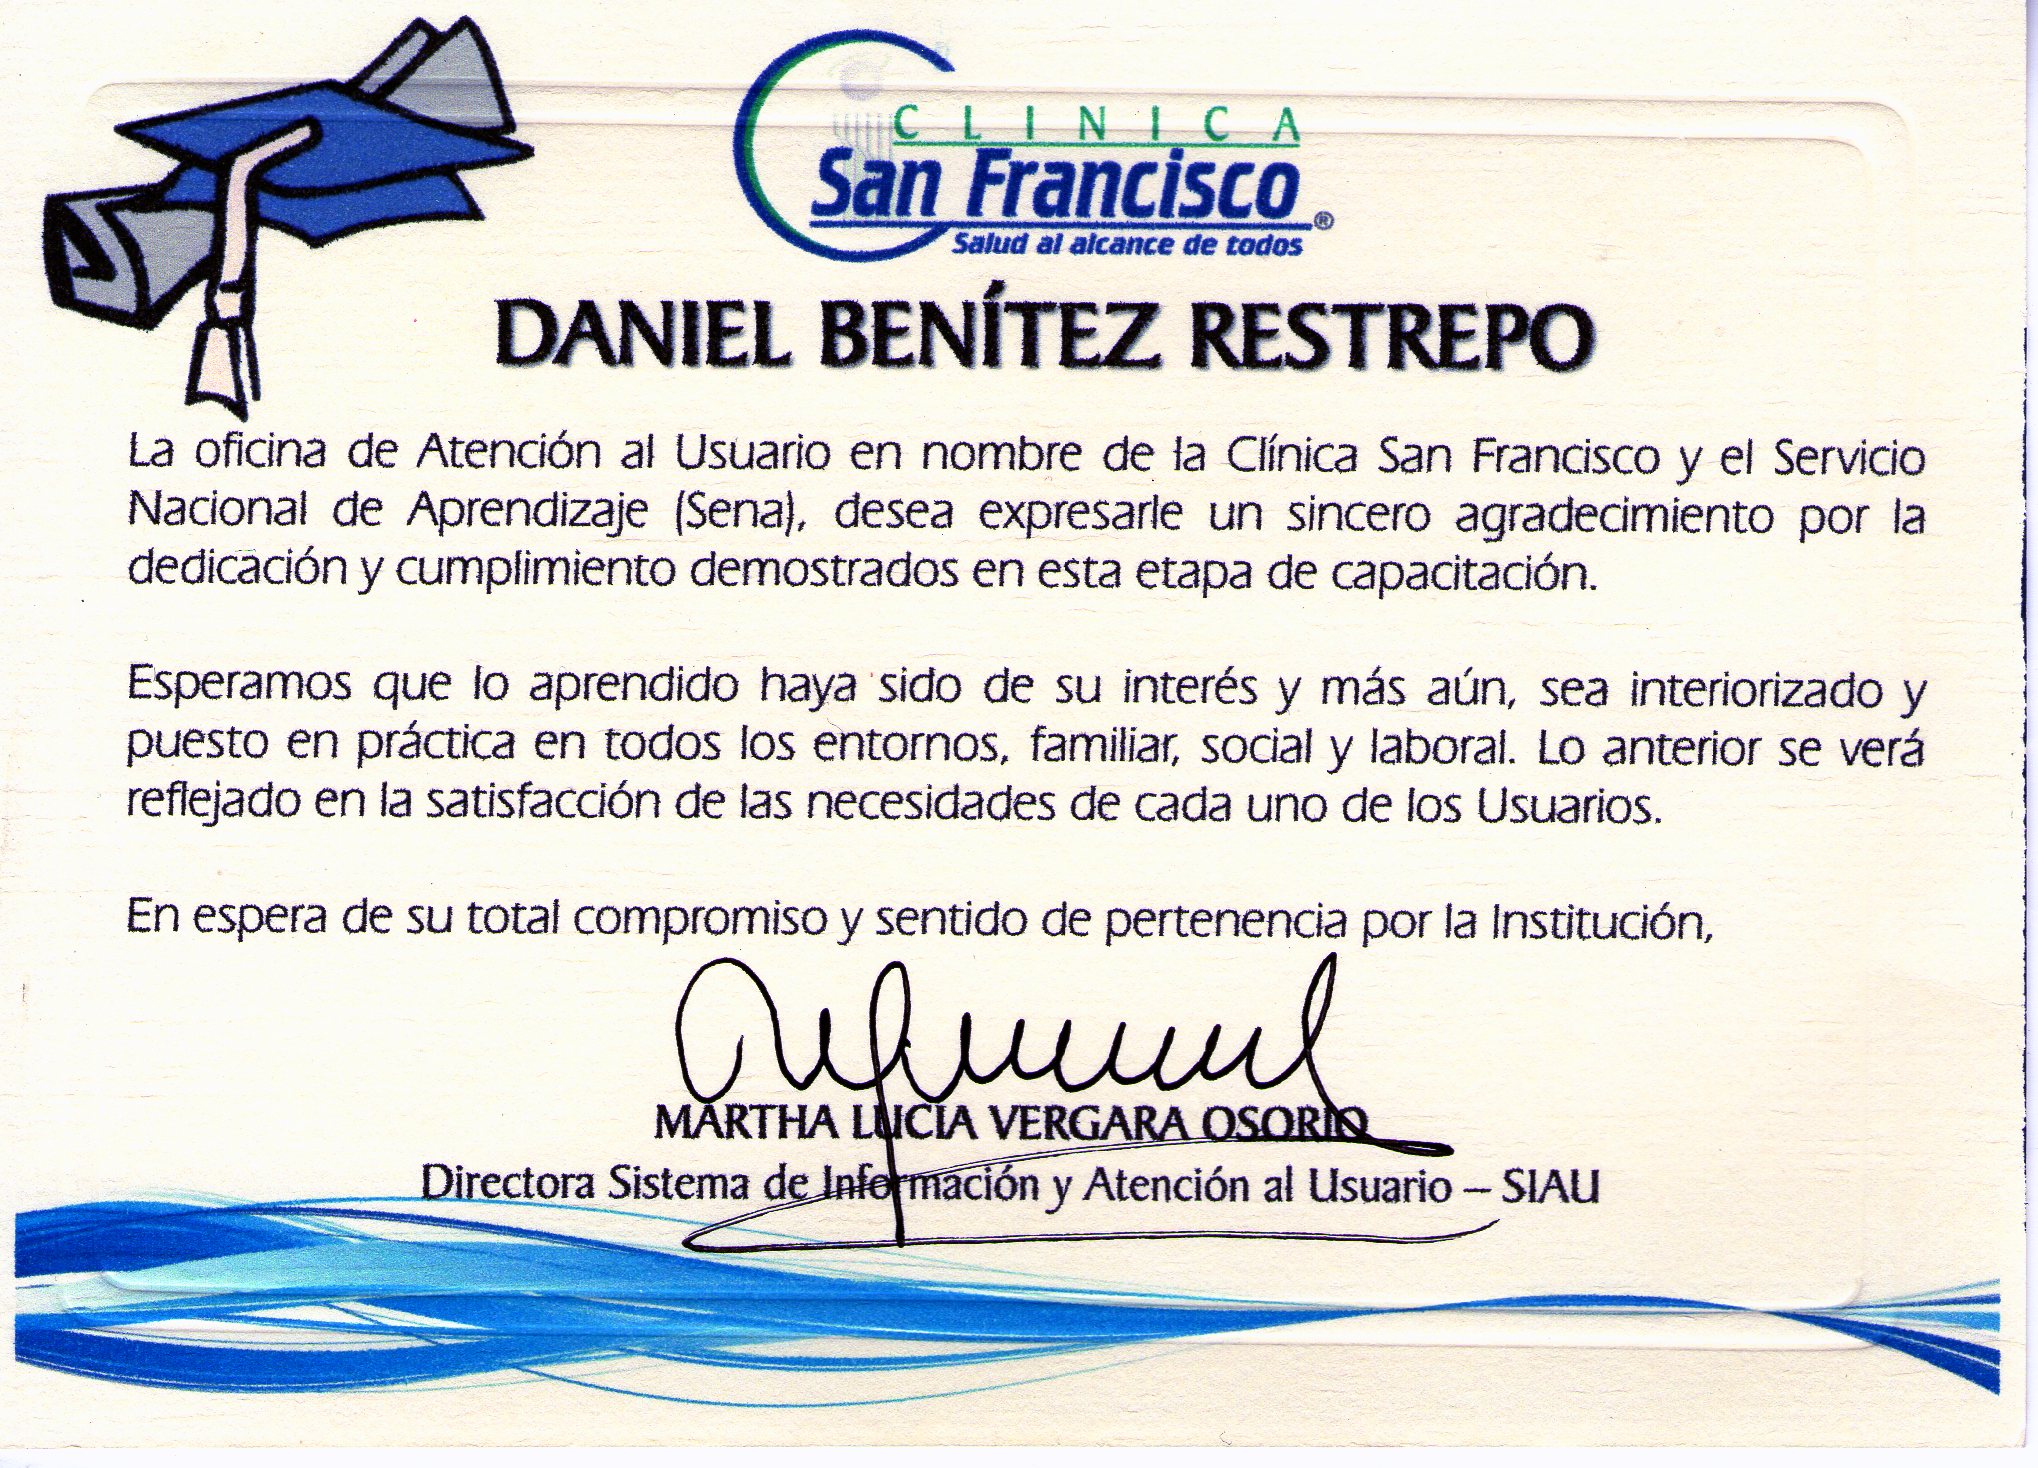 CLINICA
San Francisco®
Salud al alcance de todos
DANIEL BENÍTEZ RESTREPO
La oficina de Atención al Usuario en nombre de la Clínica San Francisco y el Servicio
Nacional de Aprendizaje (Sena), desea expresarle un sincero agradecimiento por la
dedicación y cumplimiento demostrados en esta etapa de capacitación.
Esperamos que lo aprendido haya sido de su interés y más aún, sea interiorizado y
puesto en práctica en todos los entornos, familiar, social y laboral. Lo anterior se verá
reflejado en la satisfacción de las necesidades de cada uno de los Usuarios.
En espera de su total compromiso y sentido de pertenencia por la Institución,
MARTHA LUCIA VERGARA OSORIO
Directora Sistema de Información y Atención al Usuario – SIAU